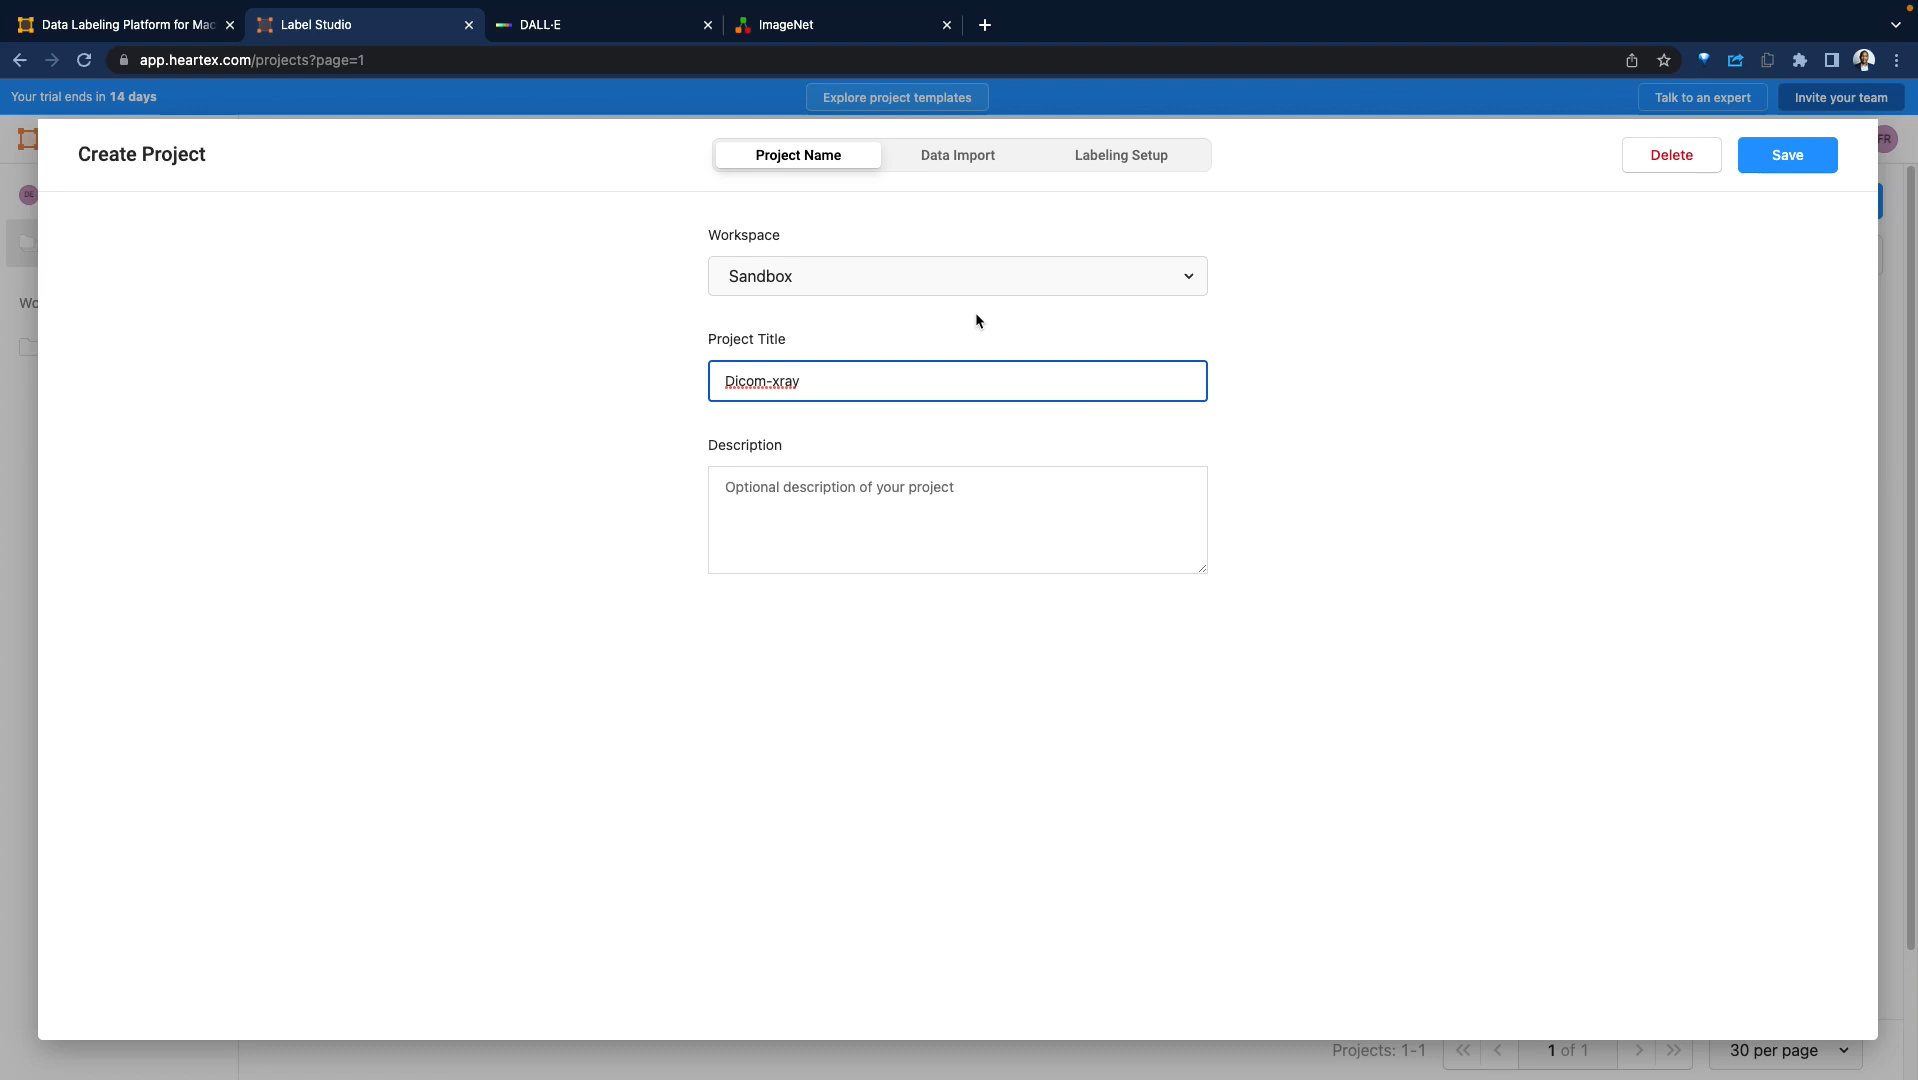 Data Labeling Platform for Mac
Label Studio
DALL·E
ImageNet
app.heartex.com/projects?page=1
Your trial ends in 14 days
Explore project templates
Talk to an expert
Invite your team
Create Project
Project Name
Data Import
Labeling Setup
Delete
Save
FR
DE
Workspace
Sandbox
Wo
Project Title
Dicom-xray
Description
Optional description of your project
Projects: 1-1
1 of 1
30 per page